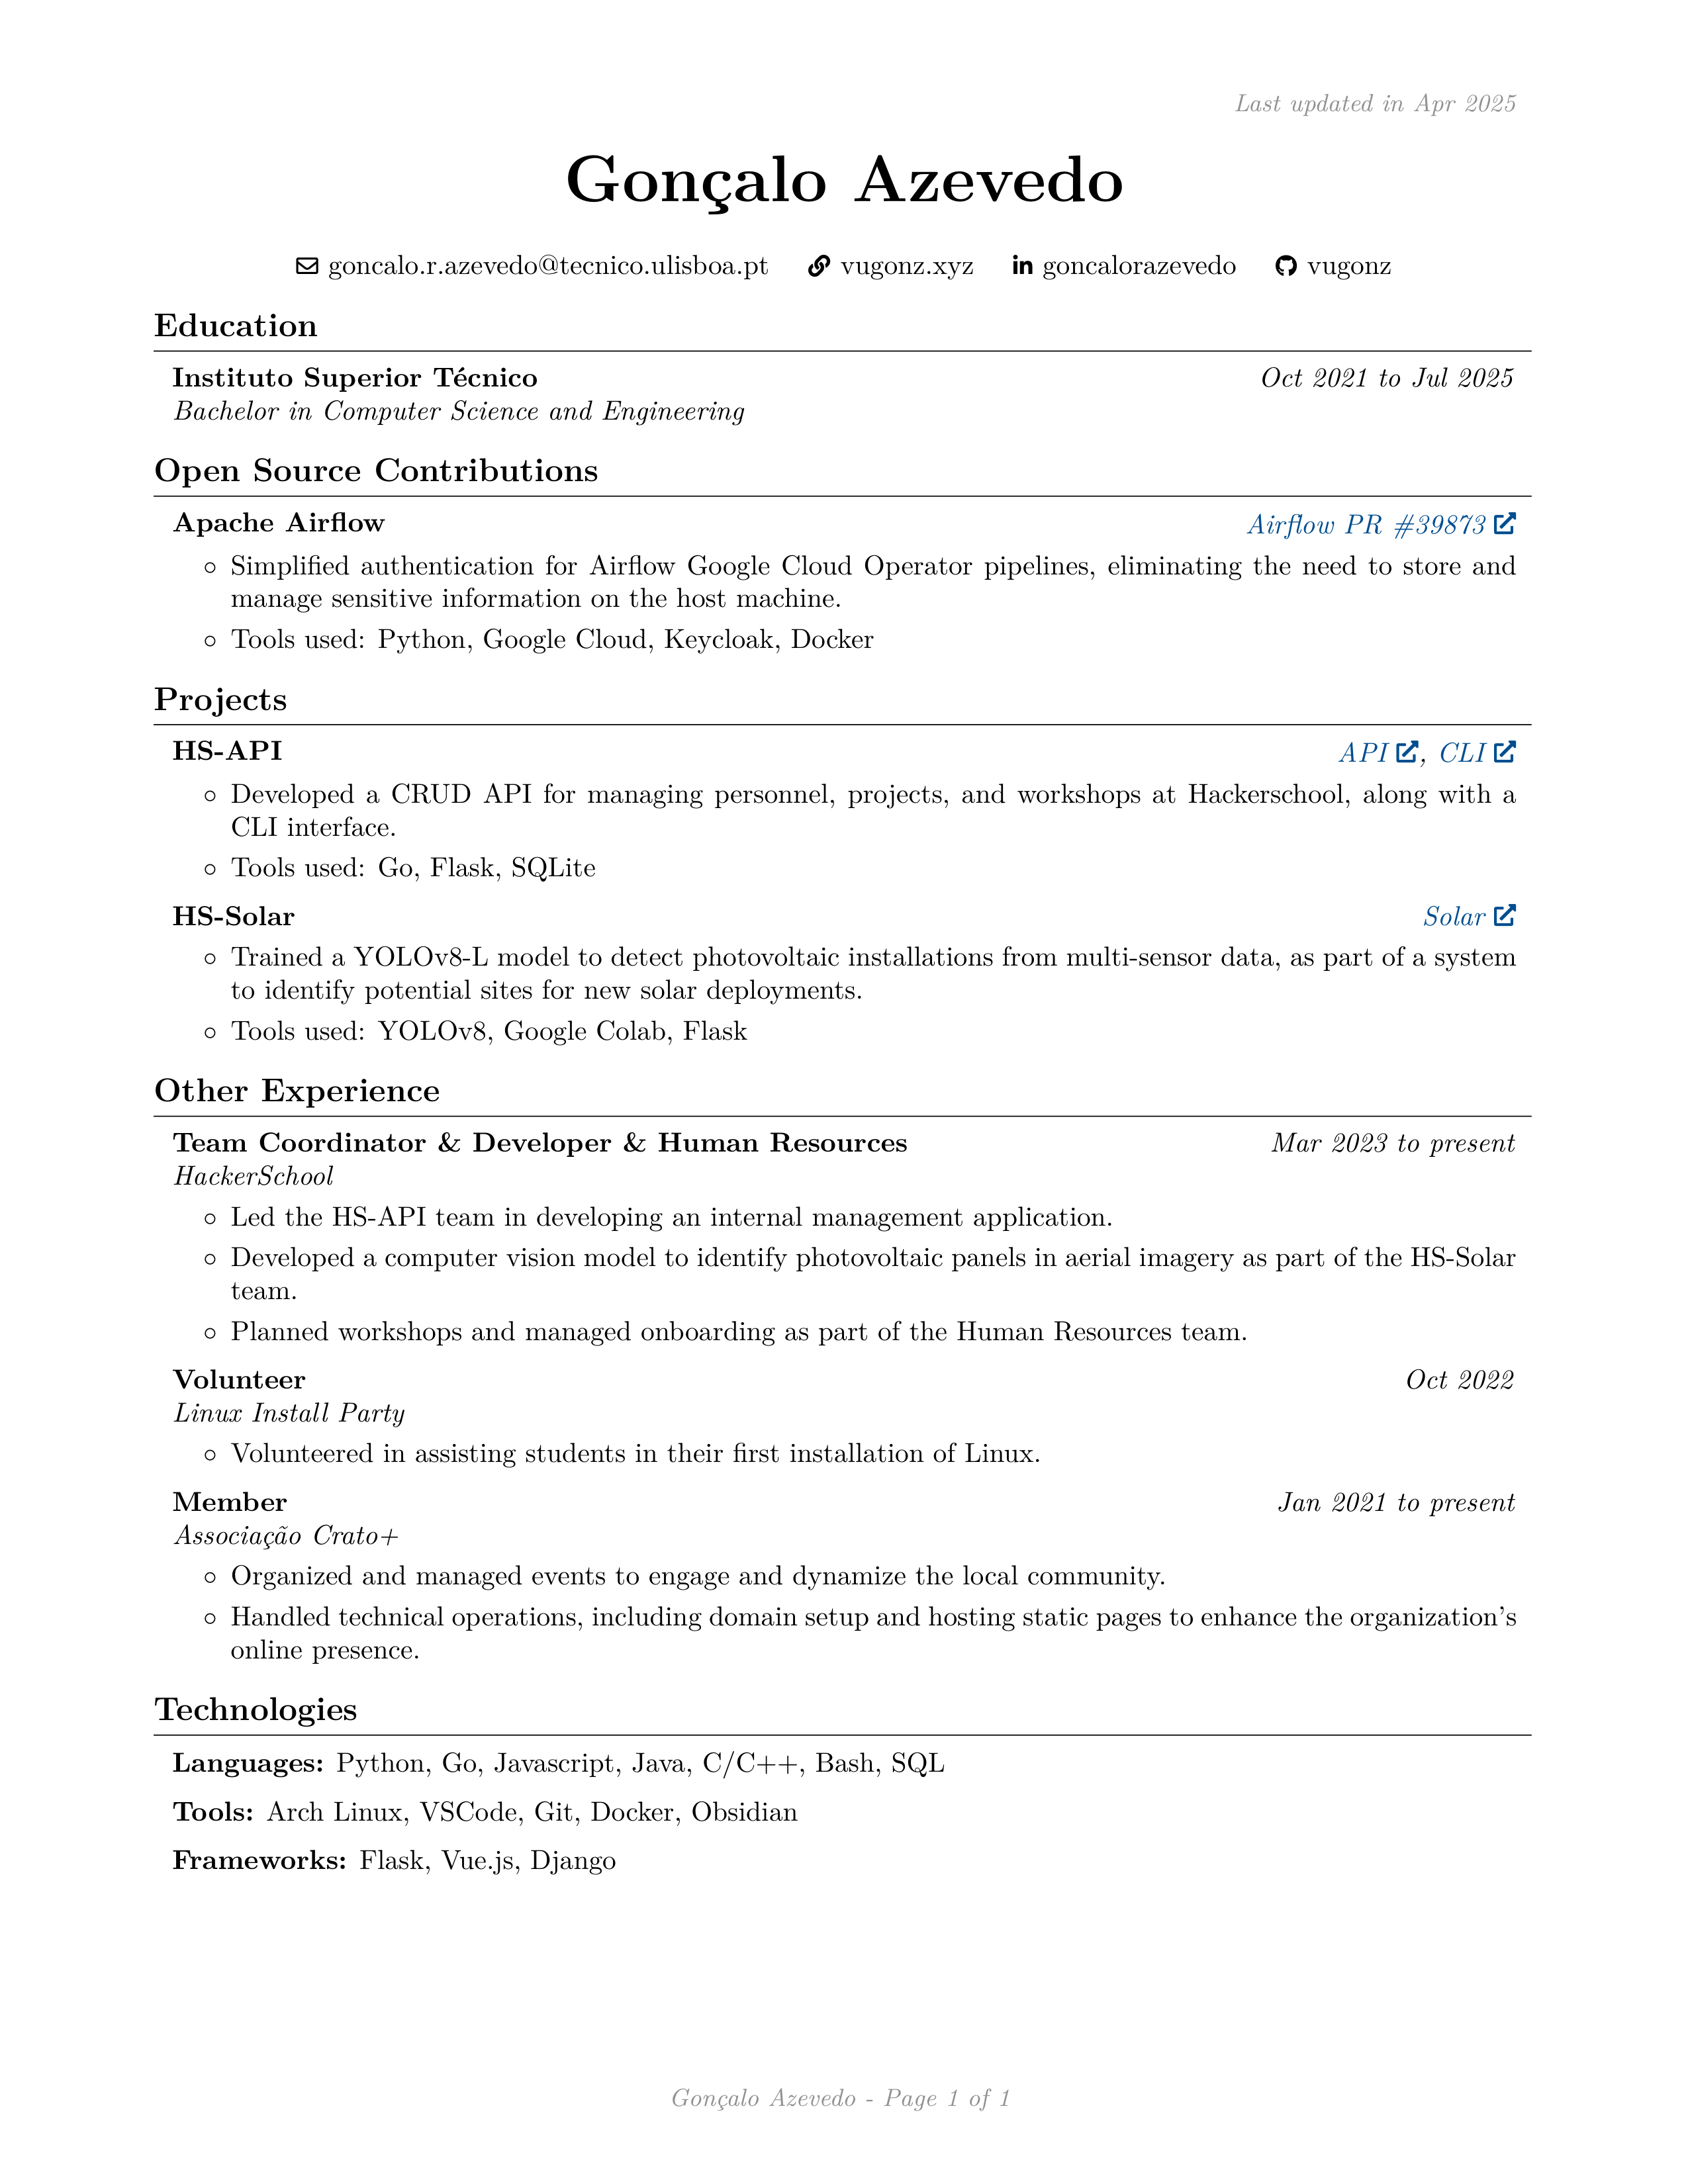 Last updated in Apr 2025
Gonçalo Azevedo
goncalo.r.azevedo@tecnico.ulisboa.pt vugonz.xyz goncalorazevedo vugonz
Education
Instituto Superior Técnico Oct 2021 to Jul 2025
Bachelor in Computer Science and Engineering
Open Source Contributions
Apache Airflow Airflow PR #39873
◦ Simplified authentication for Airflow Google Cloud Operator pipelines, eliminating the need to store and
manage sensitive information on the host machine.
◦ Tools used: Python, Google Cloud, Keycloak, Docker
Projects
HS-API API, CLI
◦ Developed a CRUD API for managing personnel, projects, and workshops at Hackerschool, along with a
CLI interface.
◦ Tools used: Go, Flask, SQLite
HS-Solar Solar
◦ Trained a YOLOv8-L model to detect photovoltaic installations from multi-sensor data, as part of a system
to identify potential sites for new solar deployments.
◦ Tools used: YOLOv8, Google Colab, Flask
Other Experience
Team Coordinator & Developer & Human Resources Mar 2023 to present
HackerSchool
◦ Led the HS-API team in developing an internal management application.
◦ Developed a computer vision model to identify photovoltaic panels in aerial imagery as part of the HS-Solar
team.
◦ Planned workshops and managed onboarding as part of the Human Resources team.
Volunteer Oct 2022
Linux Install Party
◦ Volunteered in assisting students in their first installation of Linux.
Member Jan 2021 to present
Associação Crato+
◦ Organized and managed events to engage and dynamize the local community.
◦ Handled technical operations, including domain setup and hosting static pages to enhance the organization's
online presence.
Technologies
Languages: Python, Go, Javascript, Java, C/C++, Bash, SQL
Tools: Arch Linux, VSCode, Git, Docker, Obsidian
Frameworks: Flask, Vue.js, Django
Gonçalo Azevedo - Page 1 of 1